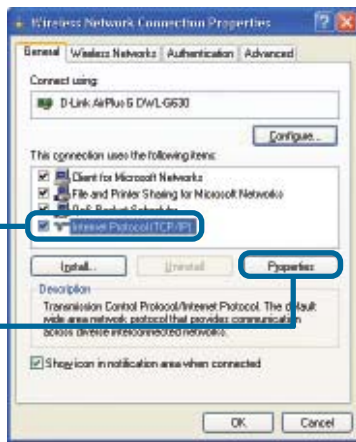 Wireless Network Connection Properties
General Wireless Networks Authentication Advanced
Connect using:
D-Link AirPlus G DWL-G630
Configure...
This connection uses the following items:
Client for Microsoft Networks
File and Printer Sharing for Microsoft Networks
QoS Packet Scheduler
Internet Protocol (TCP/IP)
Install... Uninstall Properties
Description
Transmission Control Protocol/Internet Protocol. The default
wide area network protocol that provides communication
across diverse interconnected networks.
Show icon in notification area when connected
OK Cancel